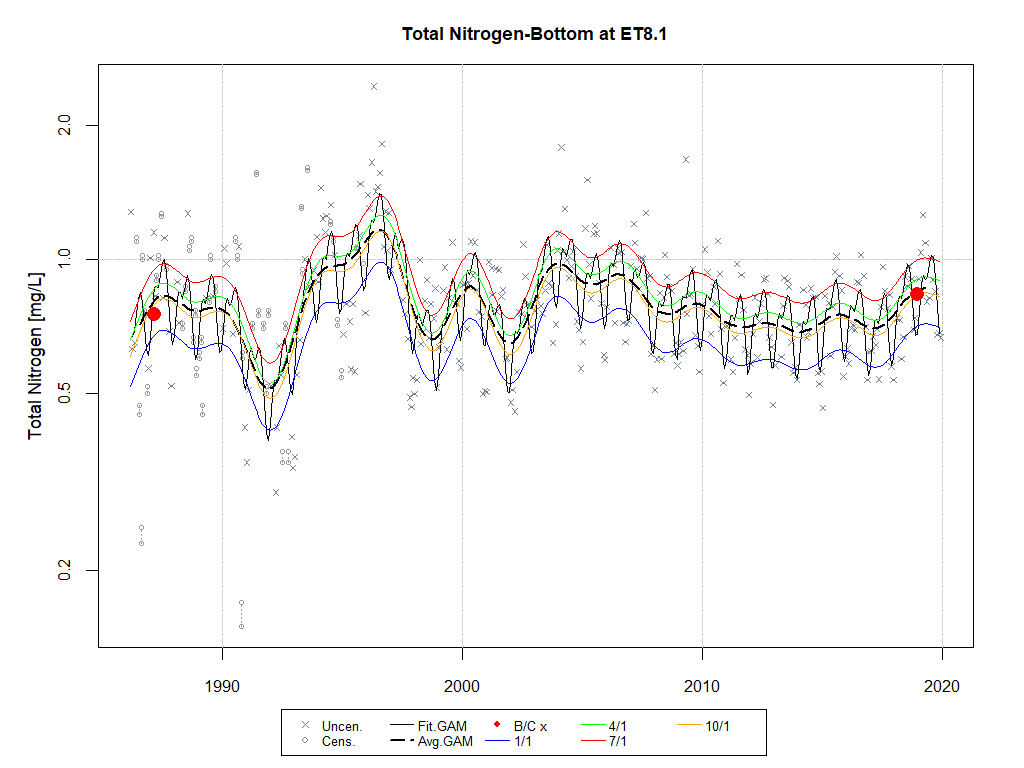 Total Nitrogen-Bottom at ET8.1
Total Nitrogen [mg/L]
2.0
1.0
0.5
0.2
1990 2000 2010 2020
Uncen. Fit.GAM B/C x 4/1 10/1
Cens. Avg.GAM 1/1 7/1